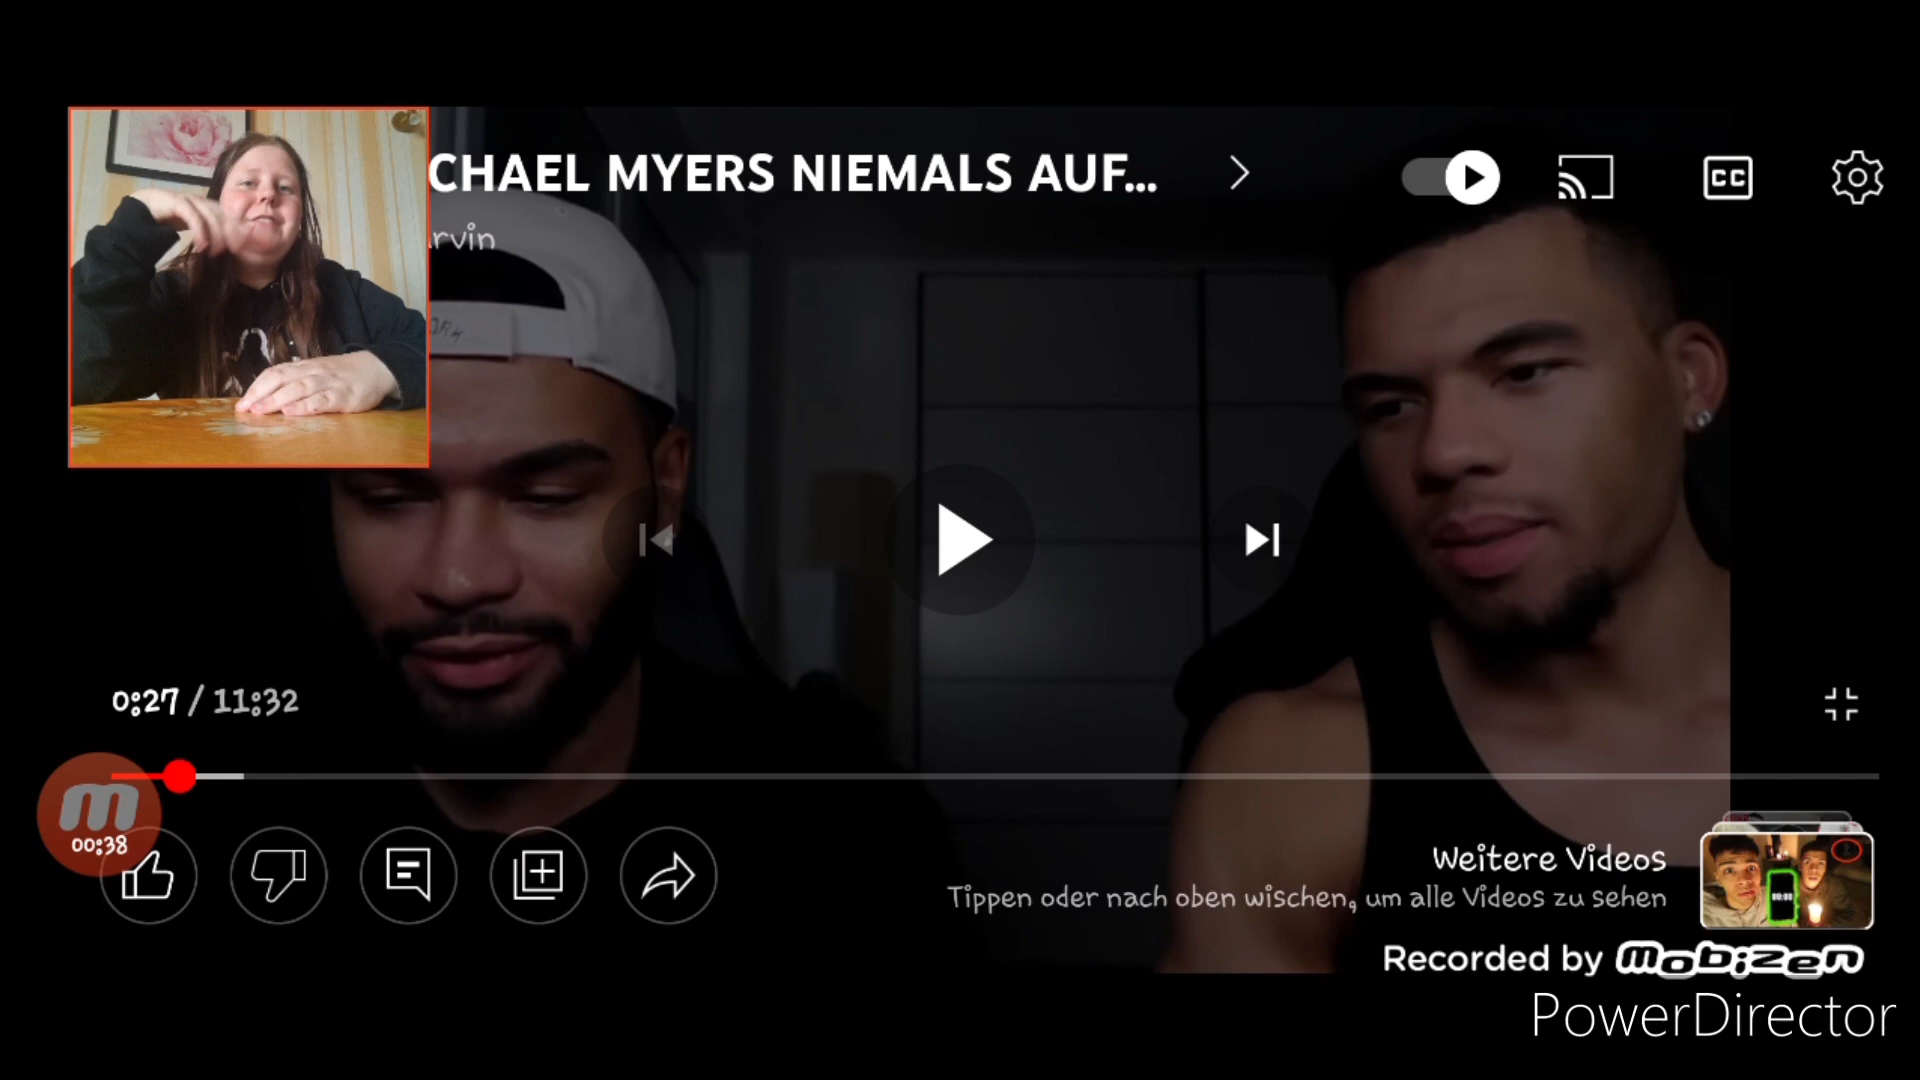 CHAEL MYERS NIEMALS AUF...
rvin
CC
0:27 / 11:32
m
00:38
Weitere Videos
Tippen oder nach oben wischen, um alle Videos zu sehen
Recorded by mobizen
PowerDirector